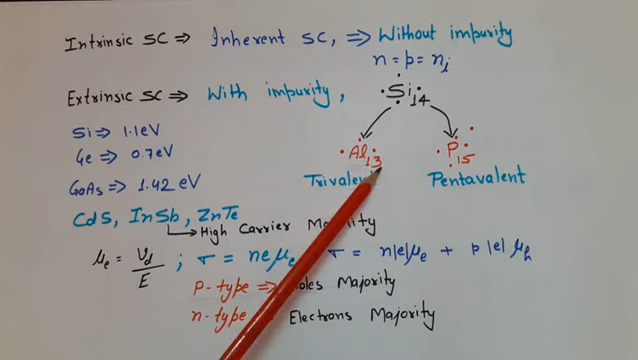 Intrinsic SC ⇒ Inherent SC, ⇒ Without impurity
n = p = ni
Extrinsic SC ⇒ With impurity, Si14
Si ⇒ 1.1eV
Al13 P15
Ge ⇒ 0.7eV
GaAs ⇒ 1.42 eV Trivalent Pentavalent
CdS, InSb, ZnTe
High Carrier
μe = Vd/E ; σ = neμe σ = n|e|μe + p|e|μh
P-type ⇒ Holes Majority
n-type Electrons Majority